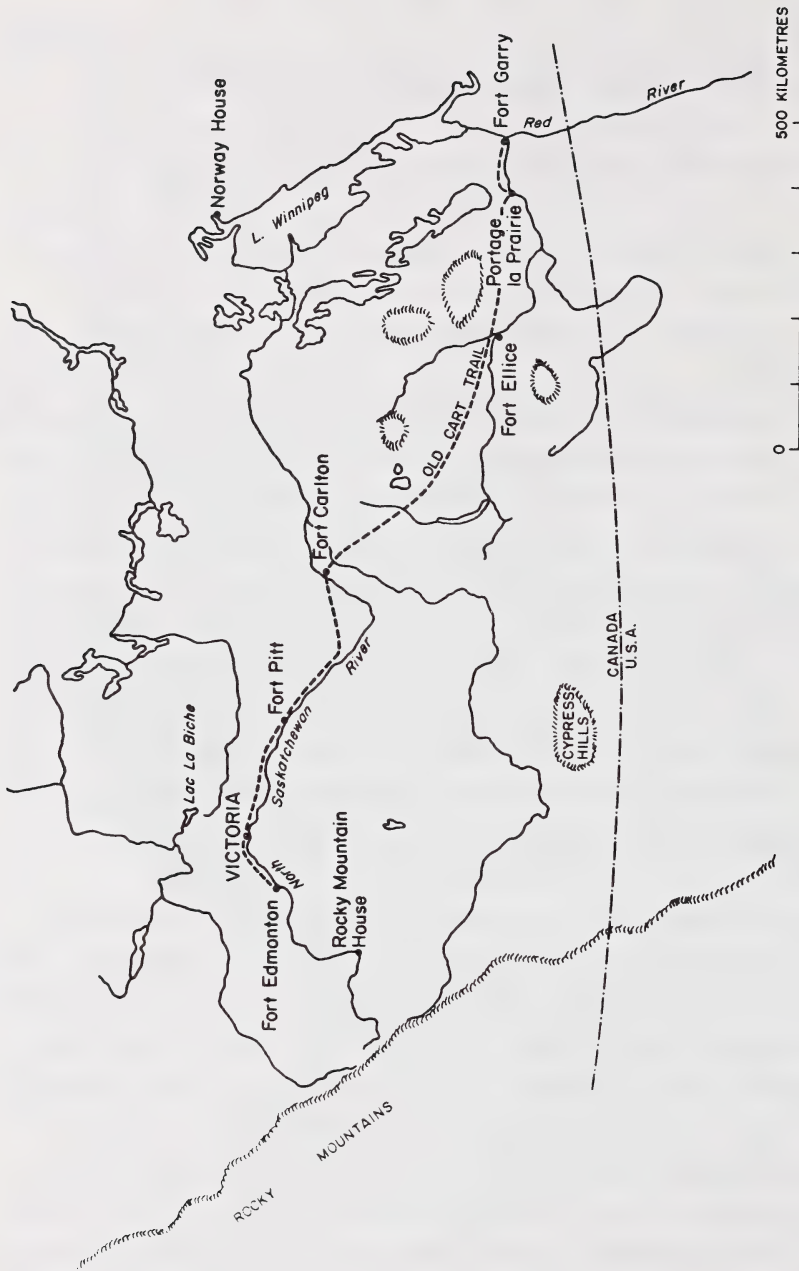 Norway House
L. Winnipeg
Lac La Biche
Fort Garry
Red
River
Portage
la Prairie
Fort Ellice
OLD CART TRAIL
Fort Carlton
Fort Pitt
Saskatchewan
River
VICTORIA
North
Fort Edmonton
Rocky Mountain
House
CYPRESS
HILLS
CANADA
U.S.A.
ROCKY
MOUNTAINS
0
500 KILOMETRES